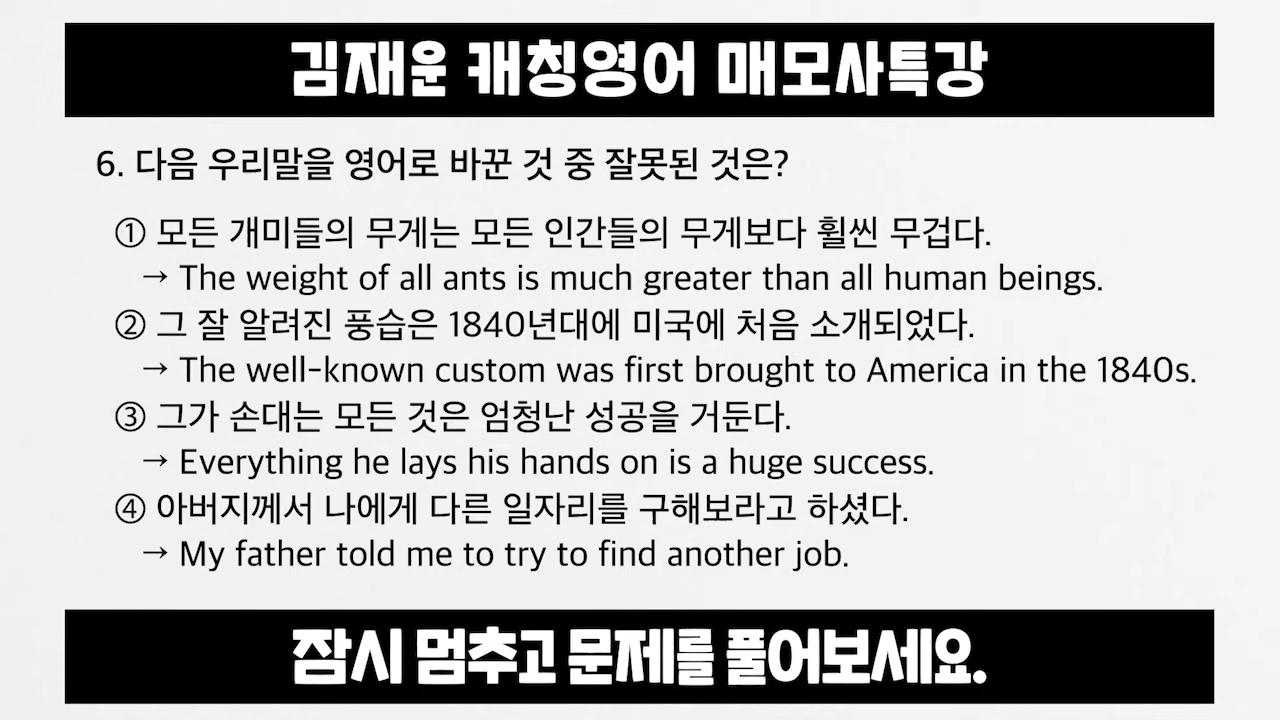 김재운 캐칭영어 매모사특강
6. 다음 우리말을 영어로 바꾼 것 중 잘못된 것은?
① 모든 개미들의 무게는 모든 인간들의 무게보다 훨씬 무겁다.
→ The weight of all ants is much greater than all human beings.
② 그 잘 알려진 풍습은 1840년대에 미국에 처음 소개되었다.
→ The well-known custom was first brought to America in the 1840s.
③ 그가 손대는 모든 것은 엄청난 성공을 거둔다.
→ Everything he lays his hands on is a huge success.
④ 아버지께서 나에게 다른 일자리를 구해보라고 하셨다.
→ My father told me to try to find another job.
잠시 멈추고 문제를 풀어보세요.